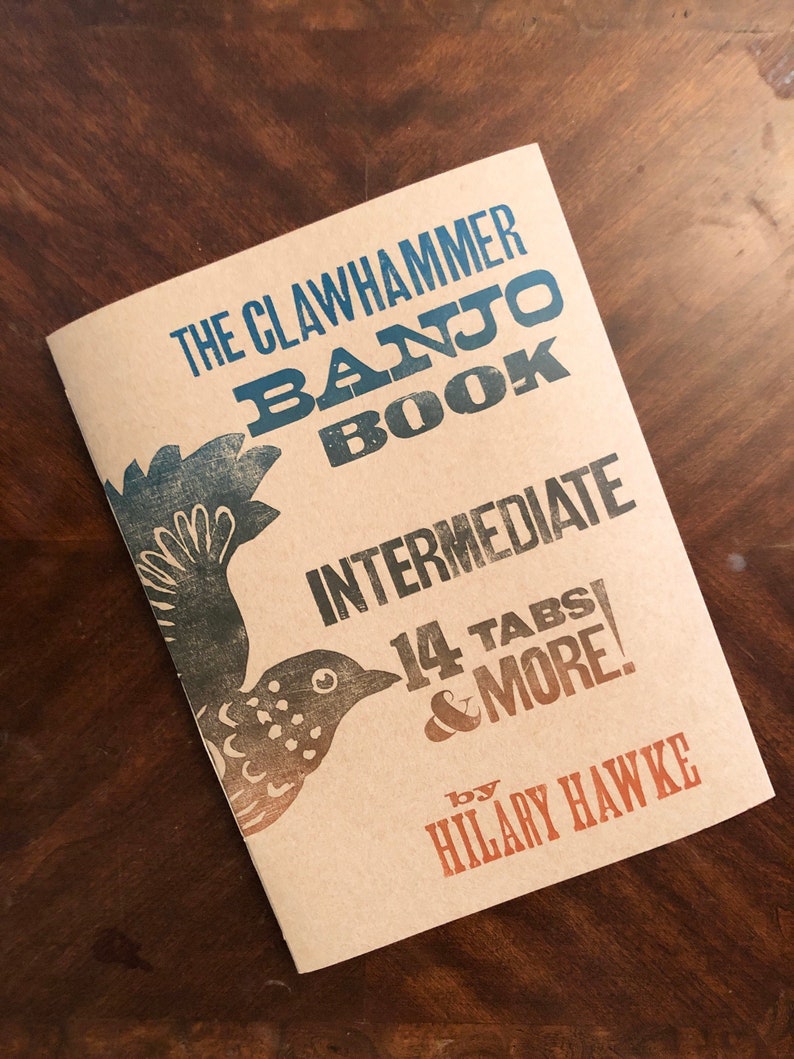 THE CLAWHAMMER
BANJO
BOOK
INTERMEDIATE
14 TABS
& MORE!
by
HILARY HAWKE